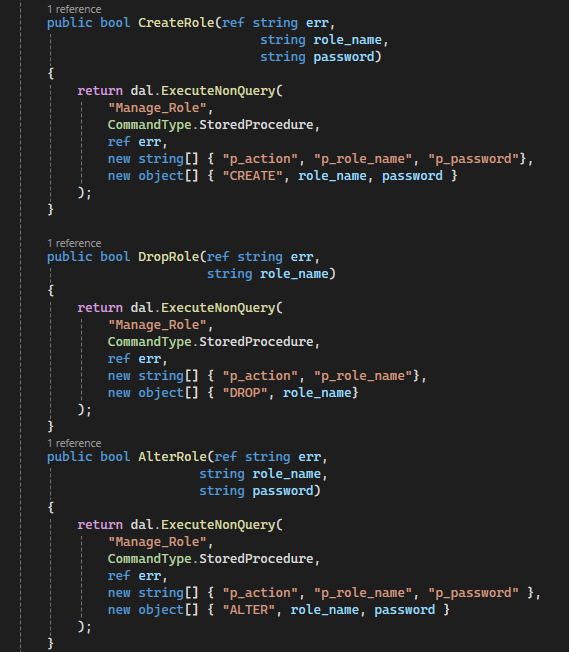 1 reference
public bool CreateRole(ref string err,
string role_name,
string password)
{
return dal.ExecuteNonQuery(
"Manage_Role",
CommandType.StoredProcedure,
ref err,
new string[] { "p_action", "p_role_name", "p_password"},
new object[] { "CREATE", role_name, password }
);
}
1 reference
public bool DropRole(ref string err,
string role_name)
{
return dal.ExecuteNonQuery(
"Manage_Role",
CommandType.StoredProcedure,
ref err,
new string[] { "p_action", "p_role_name"},
new object[] { "DROP", role_name}
);
}
1 reference
public bool AlterRole(ref string err,
string role_name,
string password)
{
return dal.ExecuteNonQuery(
"Manage_Role",
CommandType.StoredProcedure,
ref err,
new string[] { "p_action", "p_role_name", "p_password" },
new object[] { "ALTER", role_name, password }
);
}